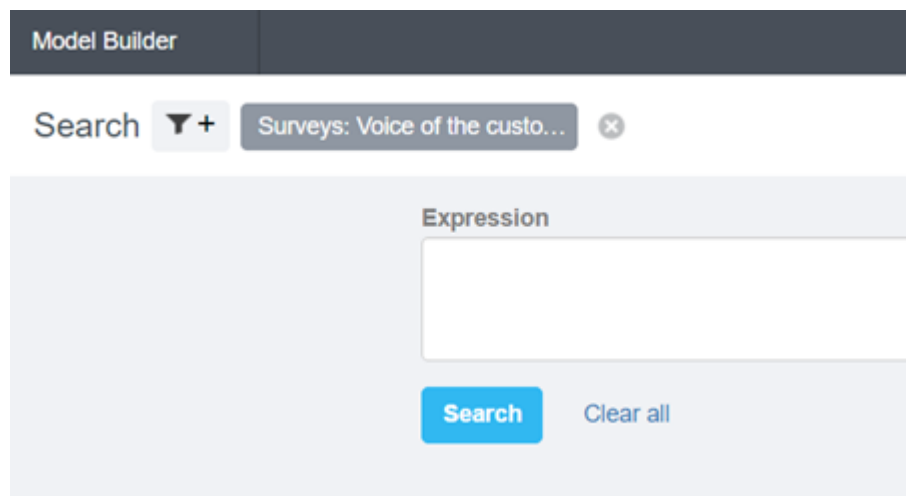 Model Builder
Search + Surveys: Voice of the custo...
Expression
Search Clear all